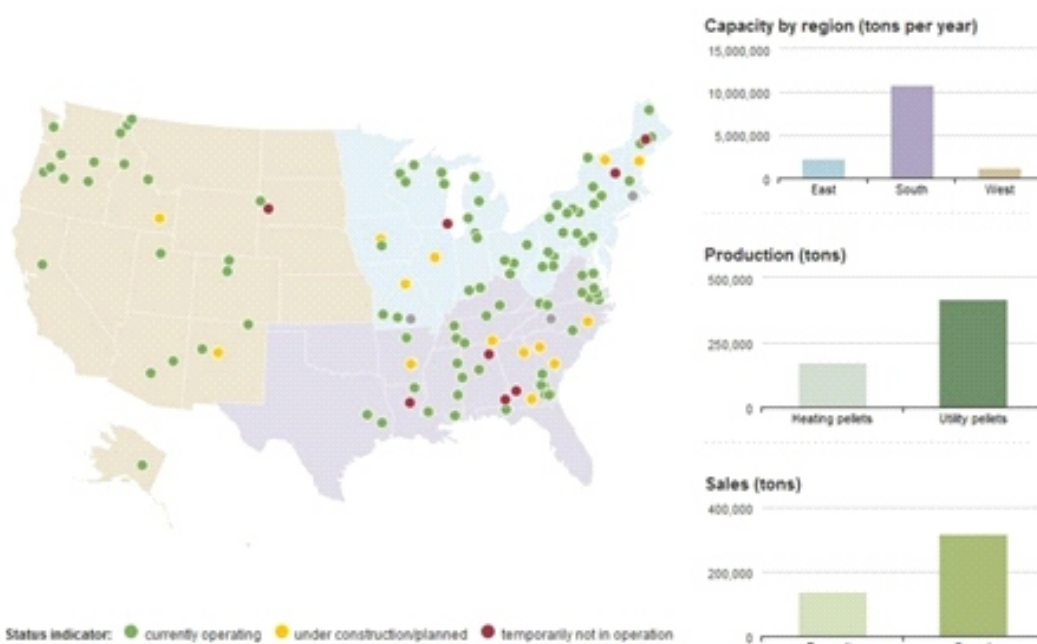 Capacity by region (tons per year)
15,000,000
10,000,000
5,000,000
0
East South West
Production (tons)
500,000
250,000
0
Heating pellets Utility pellets
Sales (tons)
400,000
200,000
0
Status indicator: currently operating under construction/planned temporarily not in operation